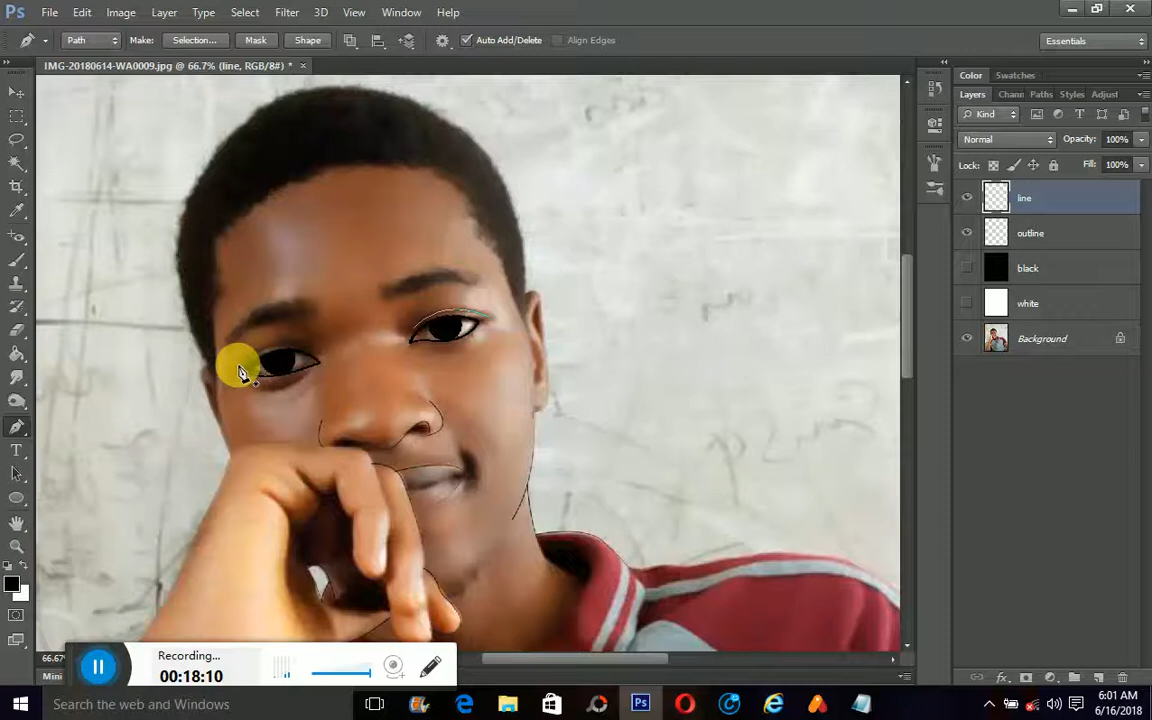 Ps File Edit Image Layer Type Select Filter 3D View Window Help
Path Make: Selection... Mask Shape Auto Add/Delete Align Edges Essentials
IMG-20180614-WA0009.jpg @ 66.7% (line, RGB/8#) * ×
Color Swatches
Layers Chann Paths Styles Adjust
Kind
Normal Opacity: 100%
Lock: Fill: 100%
line
outline
black
white
Background
66.67
Recording...
00:18:10
Mini
Search the web and Windows
6:01 AM
6/16/2018